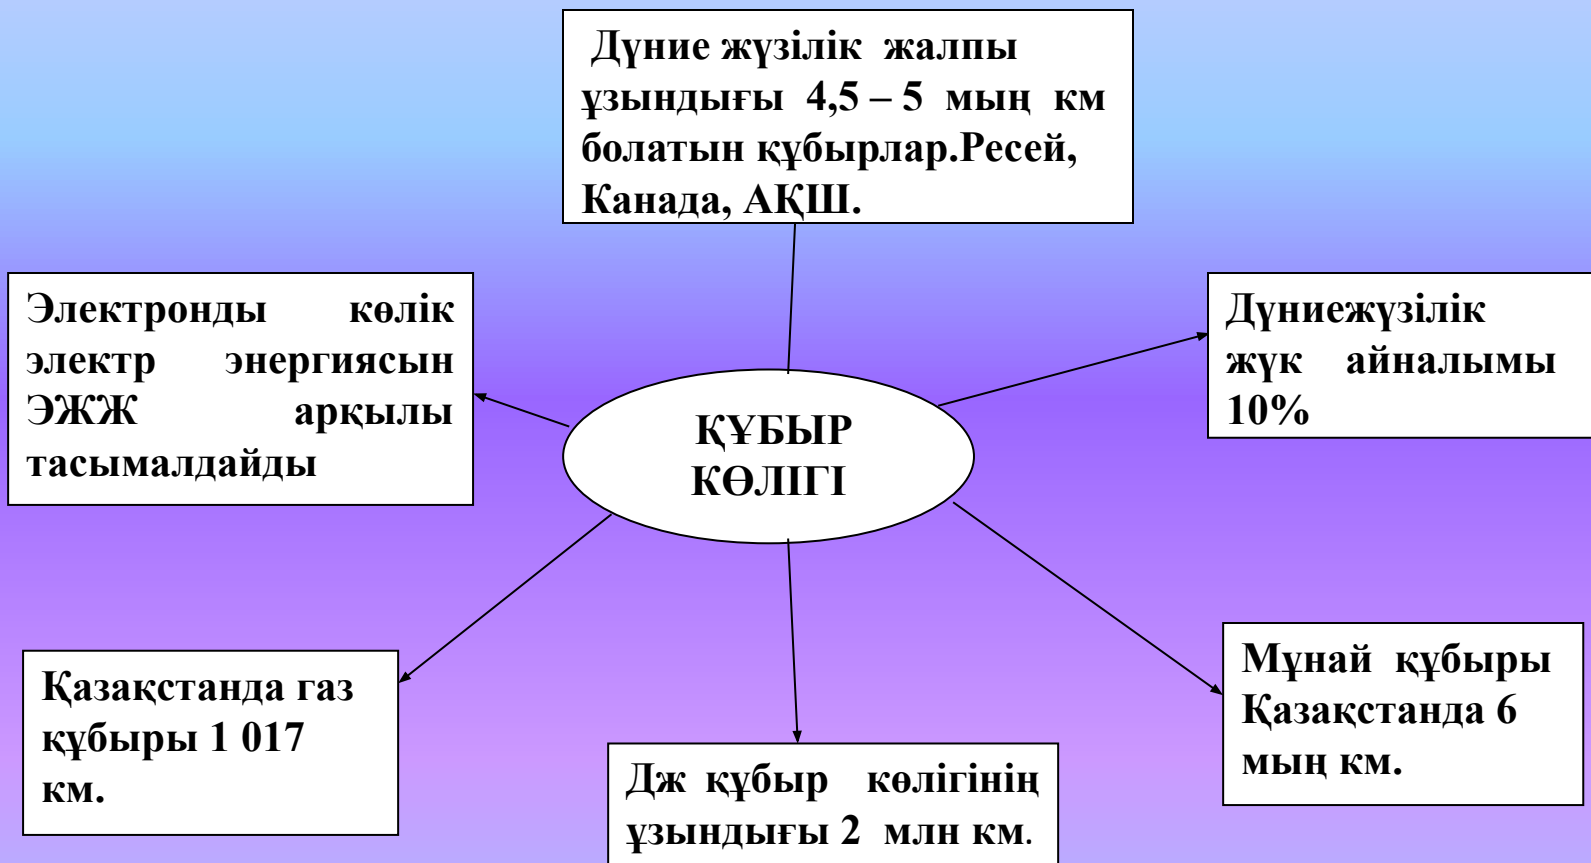 Дүние жүзілік жалпы
ұзындығы 4,5 – 5 мың км
болатын құбырлар.Ресей,
Канада, АҚШ.
Электронды көлік
электр энергиясын
ЭЖЖ арқылы
тасымалдайды
Дүниежүзілік
жүк айналымы
10%
ҚҰБЫР
КӨЛІГІ
Қазақстанда газ
құбыры 1 017
км.
Дж құбыр көлігінің
ұзындығы 2 млн км.
Мұнай құбыры
Қазақстанда 6
мың км.